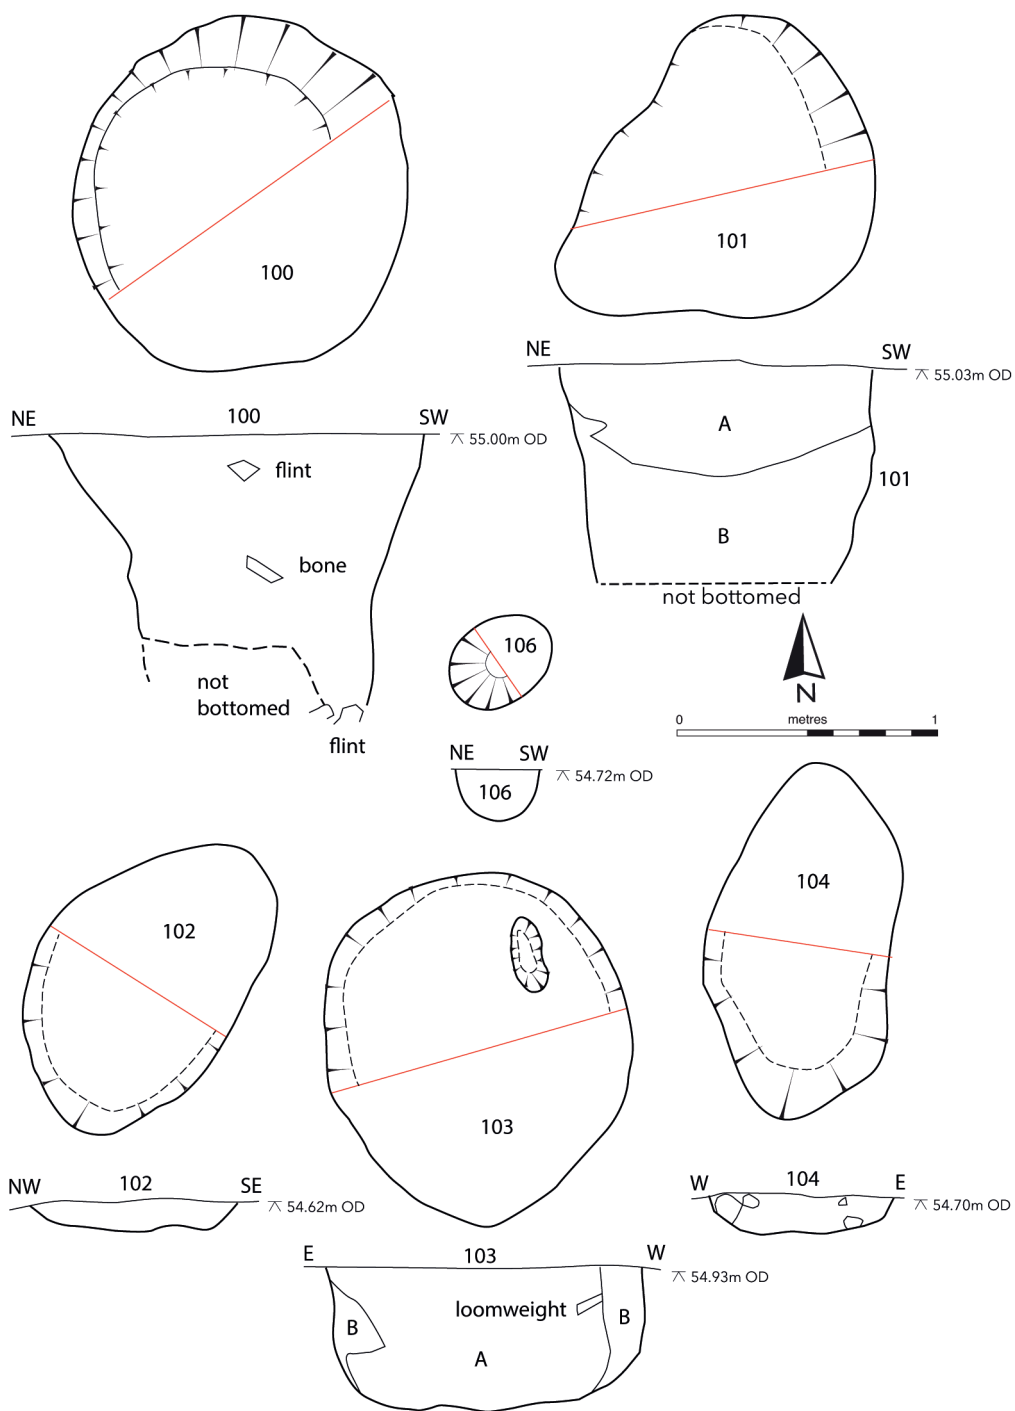 100
101
NE
SW
55.03m OD
A
101
B
not bottomed
NE
100
SW
55.00m OD
flint
bone
not
bottomed
flint
106
N
0
metres
1
NE
SW
54.72m OD
106
102
103
104
NW
102
SE
54.62m OD
W
104
E
54.70m OD
E
103
W
54.93m OD
loomweight
B
B
A